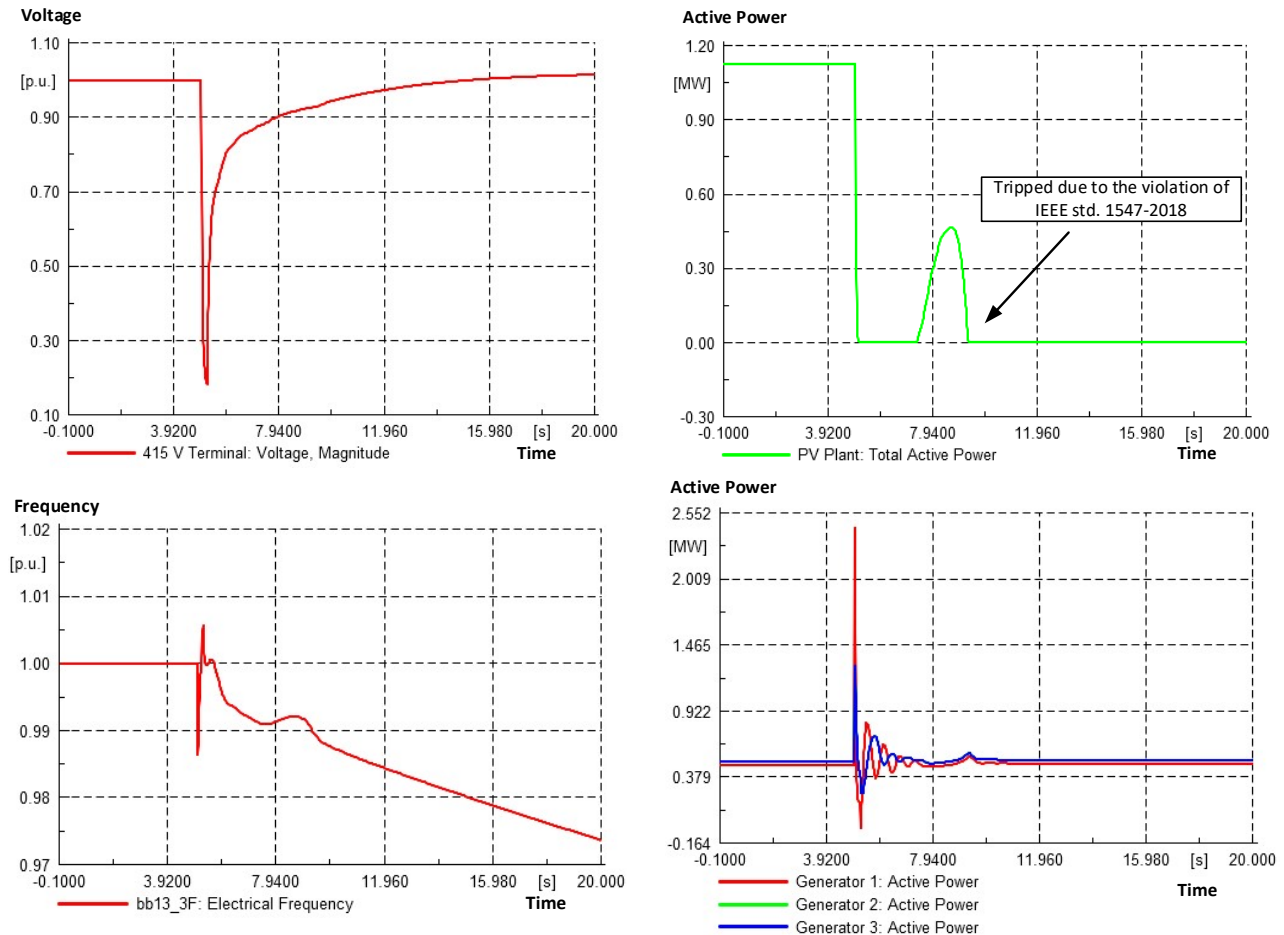 Voltage
1.10
[p.u.]
0.90
0.70
0.50
0.30
0.10
-0.1000 3.9200 7.9400 11.960 15.980 [s] 20.000
415 V Terminal: Voltage, Magnitude
Time
Active Power
1.20
[MW]
0.90
0.60
0.30
0.00
-0.30
Tripped due to the violation of
IEEE std. 1547-2018
-0.1000 3.9200 7.9400 11.960 15.980 [s] 20.000
PV Plant: Total Active Power
Time
Frequency
1.02
[p.u.]
1.01
1.00
0.99
0.98
0.97
-0.1000 3.9200 7.9400 11.960 15.980 [s] 20.000
bb13_3F: Electrical Frequency
Time
Active Power
2.552
[MW]
2.009
1.465
0.922
0.379
-0.164
-0.1000 3.9200 7.9400 11.960 15.980 [s] 20.000
Generator 1: Active Power
Generator 2: Active Power
Generator 3: Active Power
Time